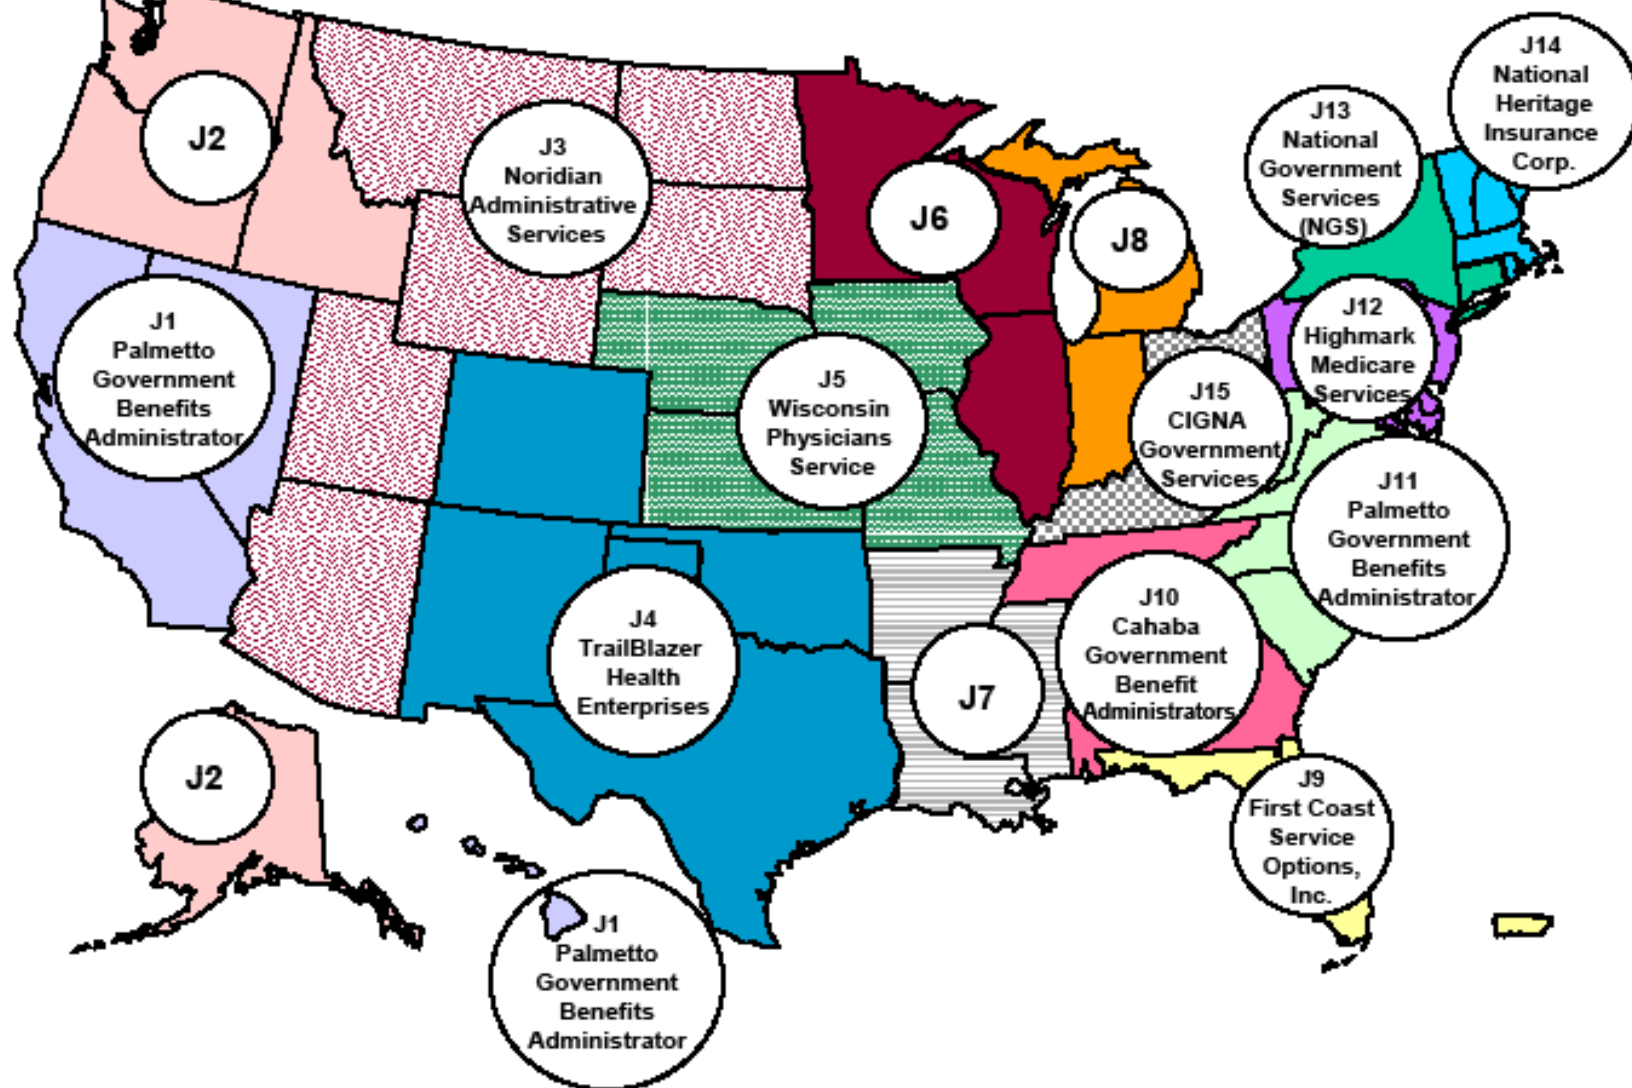 J14
National
Heritage
Insurance
Corp.
J13
National
Government
Services
(NGS)
J2
J3
Noridian
Administrative
Services
J6
J8
J12
Highmark
Medicare
Services
J1
Palmetto
Government
Benefits
Administrator
J5
Wisconsin
Physicians
Service
J15
CIGNA
Government
Services
J11
Palmetto
Government
Benefits
Administrator
J4
TrailBlazer
Health
Enterprises
J7
J10
Cahaba
Government
Benefit
Administrators
J2
J9
First Coast
Service
Options,
Inc.
J1
Palmetto
Government
Benefits
Administrator